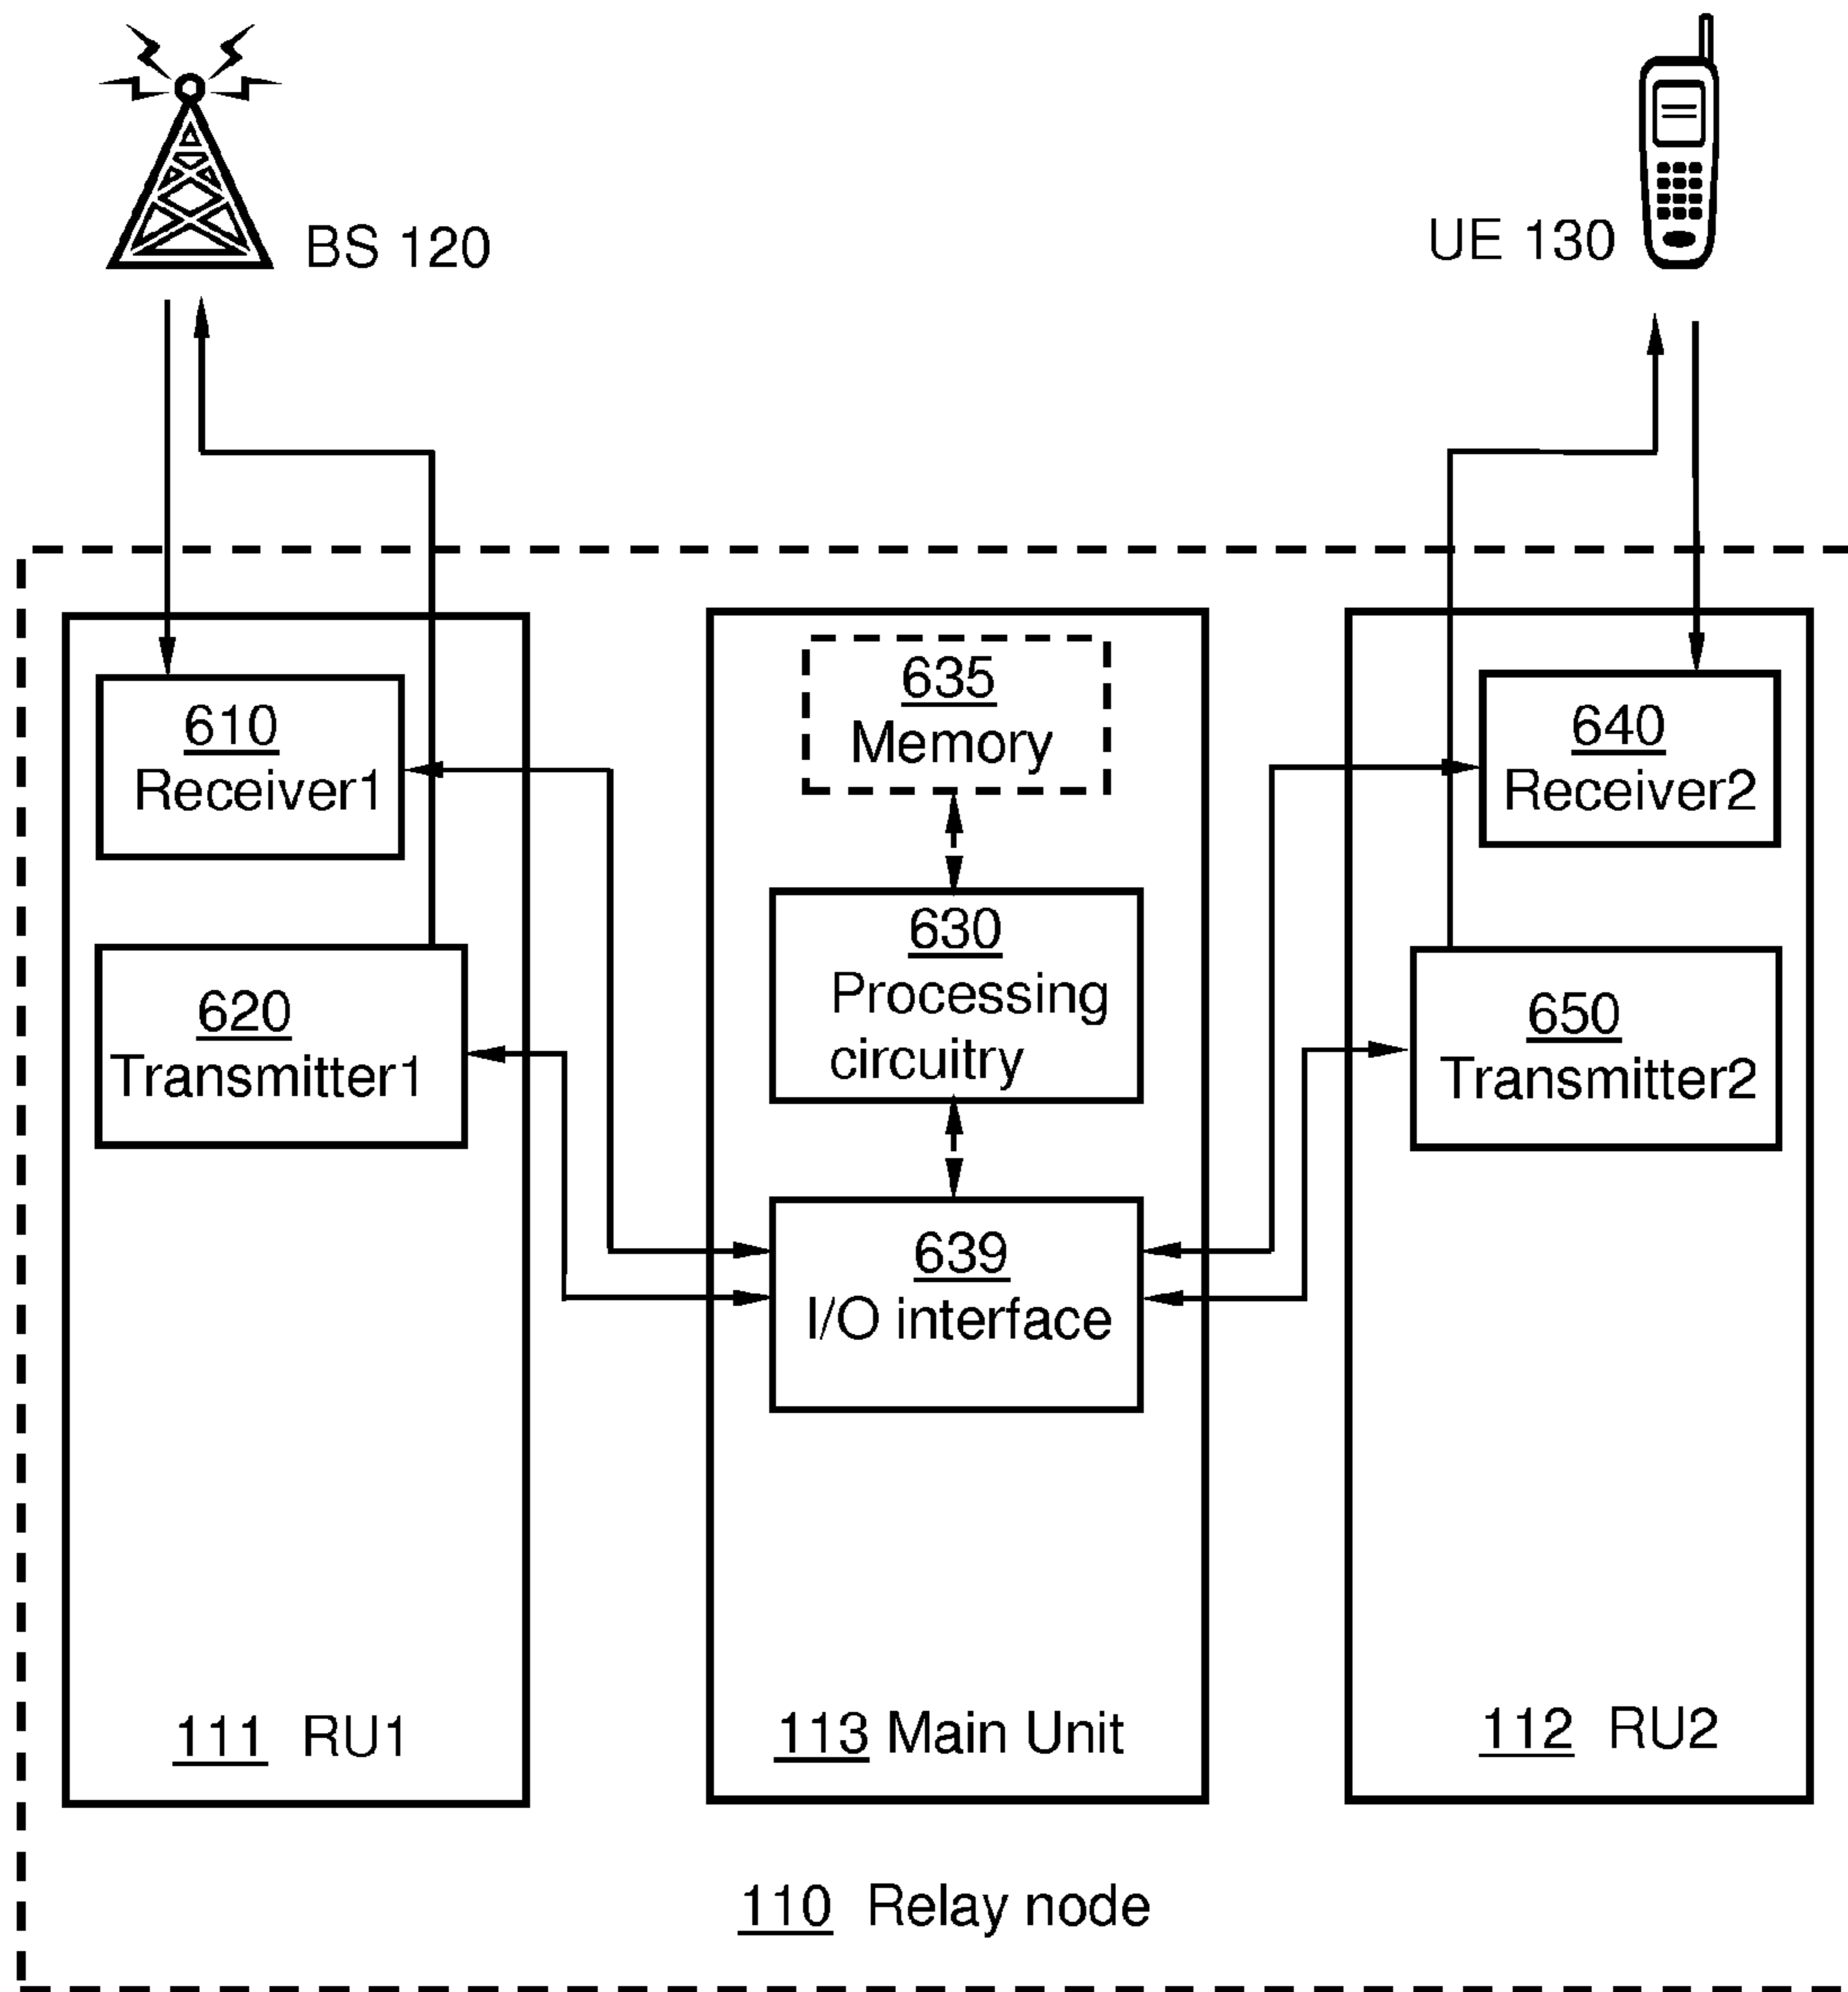 BS 120
UE 130
610
Receiver1
620
Transmitter1
111 RU1
635
Memory
630
Processing
circuitry
639
I/O interface
113 Main Unit
640
Receiver2
650
Transmitter2
112 RU2
110 Relay node